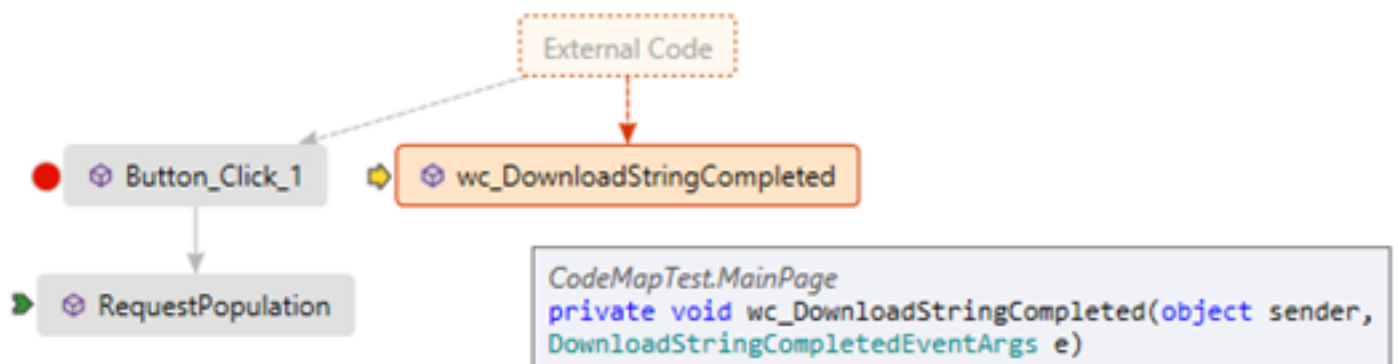 External Code
Button_Click_1
wc_DownloadStringCompleted
RequestPopulation
CodeMapTest.MainPage
private void wc_DownloadStringCompleted(object sender,
DownloadStringCompletedEventArgs e)